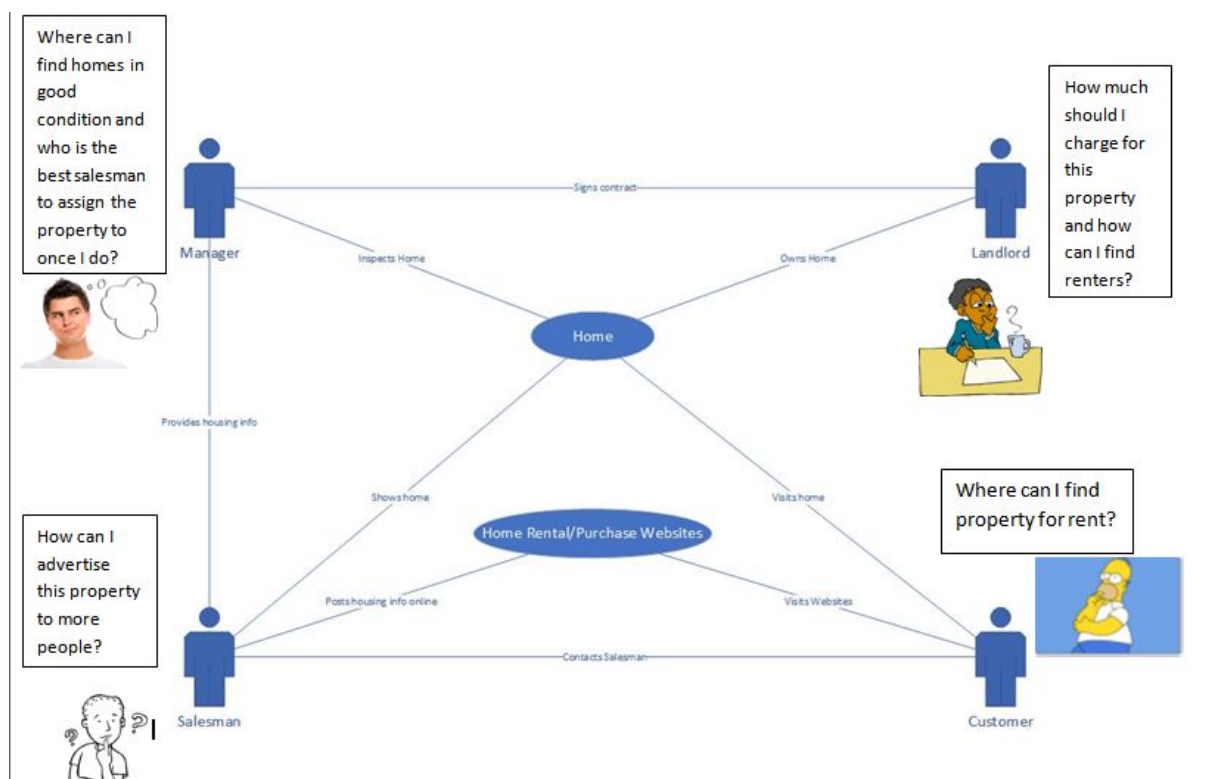 Where can I
find homes in
good
condition and
who is the
best salesman
to assign the
property to
once I do?
How much
should I
charge for
this
property
and how
can I find
renters?
Signs contract
Manager
Landlord
Inspects Home
Owns Home
Home
Provides housing info
Shows home
Visits home
Where can I find
property for rent?
How can I
advertise
this property
to more
people?
Home Rental/Purchase Websites
Posts housing info online
Visits Websites
Contacts Salesman
Salesman
Customer